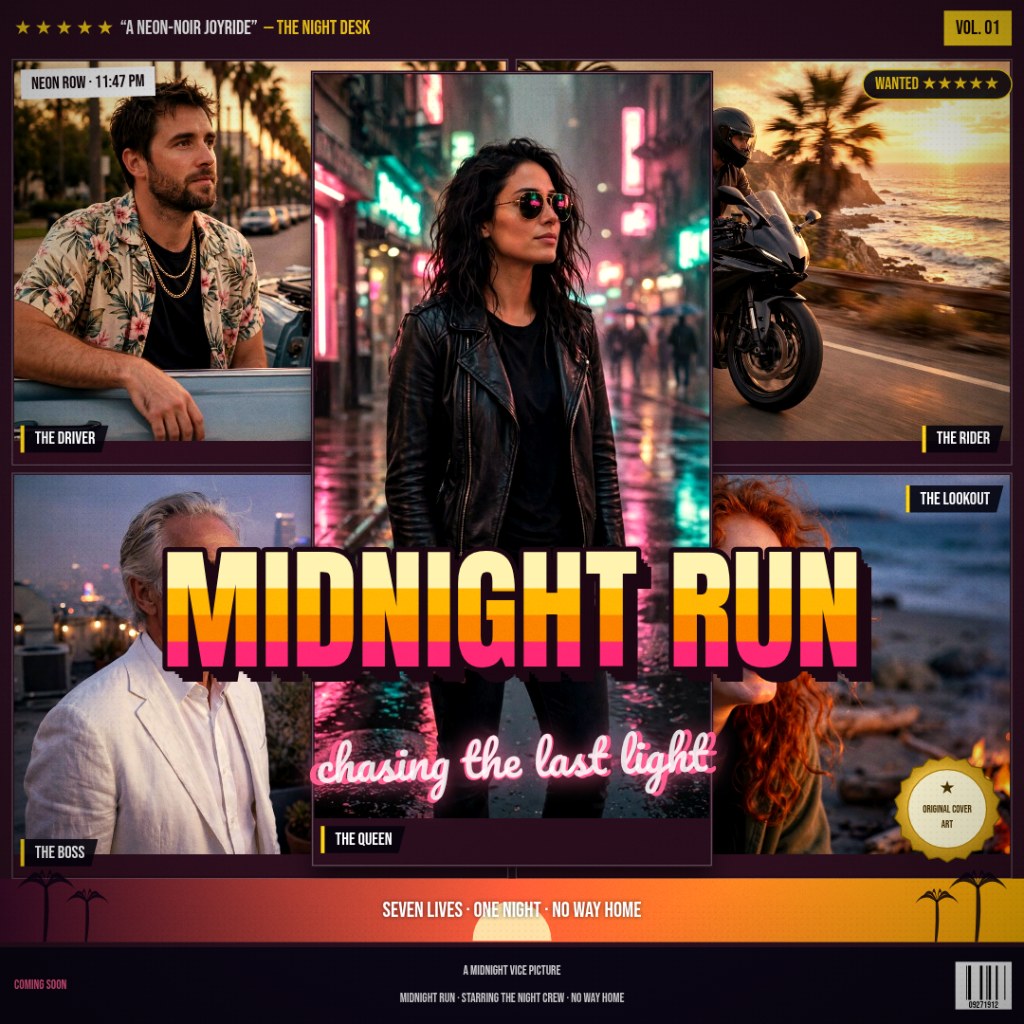 ★★★★★ “A NEON-NOIR JOYRIDE” – THE NIGHT DESK
VOL. 01
NEON ROW · 11:47 PM
WANTED ★★★★★
THE DRIVER
THE RIDER
THE LOOKOUT
MIDNIGHT RUN
chasing the last light
★
ORIGINAL COVER
ART
THE QUEEN
THE BOSS
SEVEN LIVES · ONE NIGHT · NO WAY HOME
A MIDNIGHT VICE PICTURE
COMING SOON
MIDNIGHT RUN · STARRING THE NIGHT CREW · NO WAY HOME
09271912